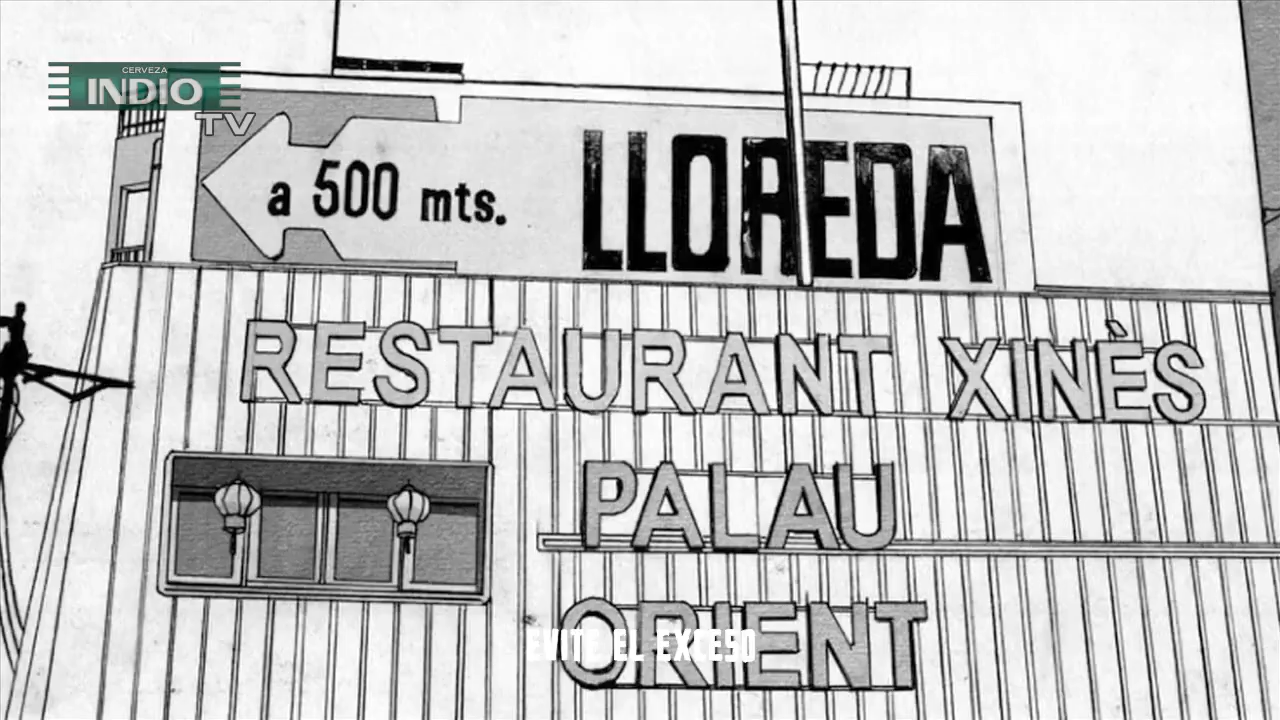 CERVEZA
INDIO
TV
a 500 mts.
LLOREDA
RESTAURANT XINÈS
PALAU
ORIENT
EVITE EL EXCESO